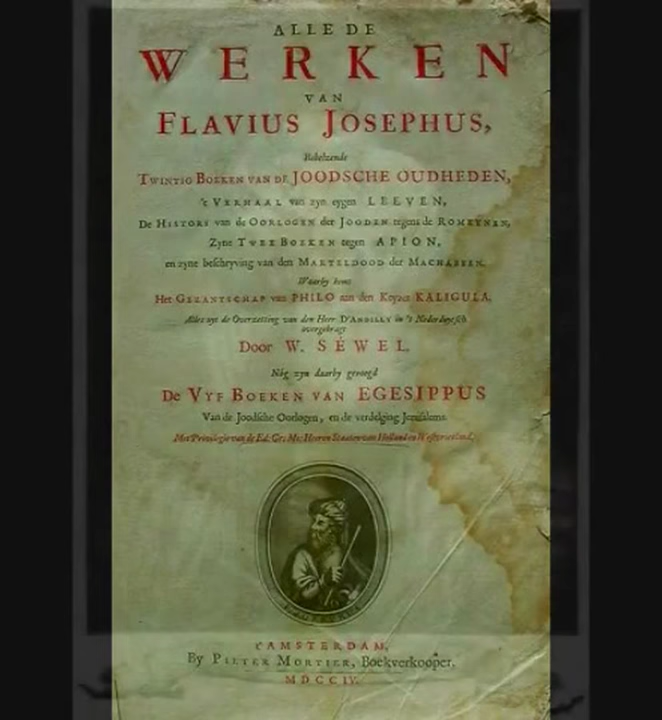 ALLE DE
WERKEN
VAN
FLAVIUS JOSEPHUS,
Behelzende
TWINTIG BOEKEN VAN DE JOODSCHE OUDHEDEN,
't VERHAAL van zyn eygen LEEVEN,
De HISTORY van de OORLOGEN der JOODEN tegens de ROMEYNEN,
Zyne TWEE BOEKEN tegen APION,
en zyne beschryving van den MARTELDOOD der MACHABEEN.
Waarby komt
Het GEZANTSCHAP van PHILO aan den Keyzer KALIGULA.
Alles uyt de Overzetting van den Heer D'ANDILLY in 't Nederduytsch
overgebragt
Door W. SÉWEL.
Nog zyn daarby gevoegd
De VYF BOEKEN VAN EGESIPPUS
Van de Joodsche Oorlogen, en de verdelging Jerusalems.
Met Privilegie van de Ed: Gr: Mo: Heeren Staaten van Holland en Westvriesland.
t'AMSTERDAM,
By PIETER MORTIER, Boekverkooper.
MDCCIV.